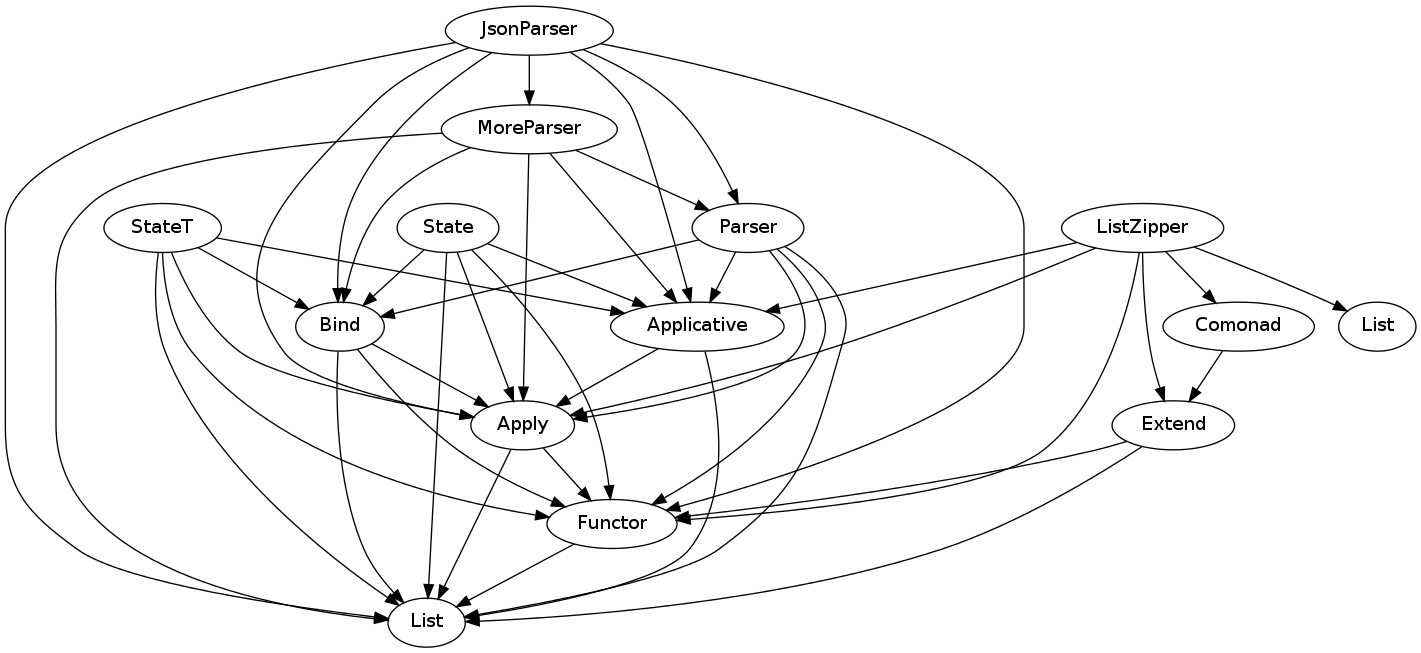 JsonParser
MoreParser
StateT
State
Parser
ListZipper
Bind
Applicative
Comonad
List
Apply
Extend
Functor
List